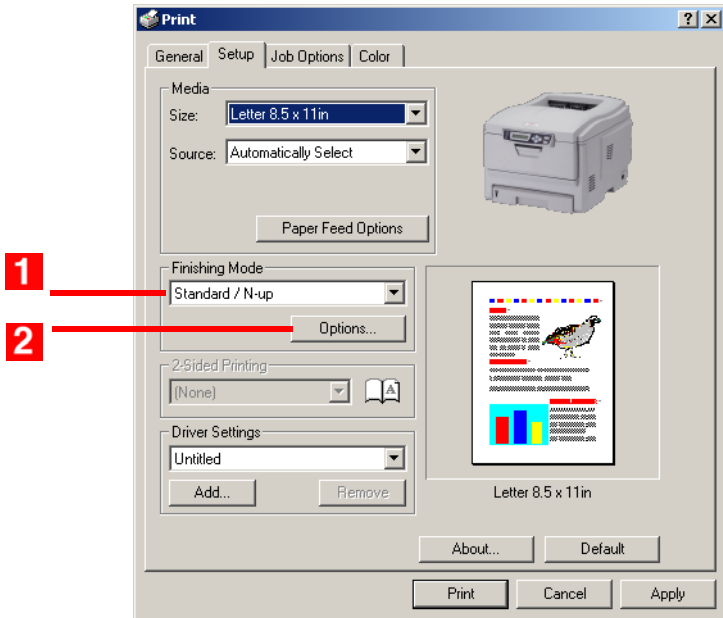 Print
General Setup Job Options Color
Media
Size: Letter 8.5 x 11in
Source: Automatically Select
Paper Feed Options
1
Finishing Mode
Standard / N-up
2
Options...
2-Sided Printing
(None)
A
Driver Settings
Untitled
Add... Remove
Letter 8.5 x 11in
About... Default
Print Cancel Apply